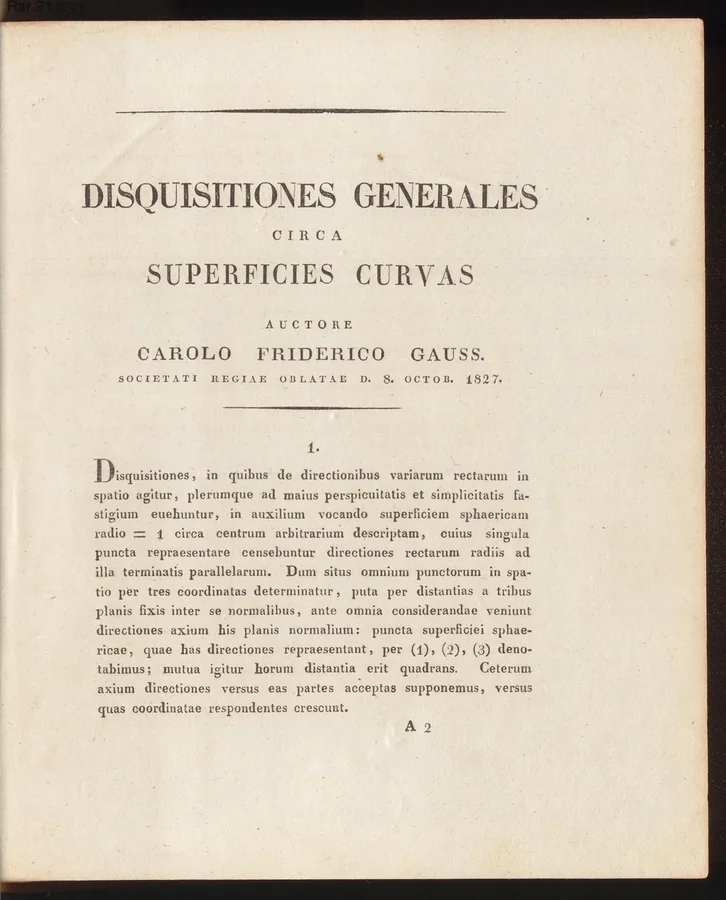 Rar 21
DISQUISITIONES GENERALES
CIRCA
SUPERFICIES CURVAS
AUCTORE
CAROLO FRIDERICO GAUSS.
SOCIETATI REGIAE OBLATAE D. 8. OCTOB. 1827.
1.
Disquisitiones, in quibus de directionibus variarum rectarum in
spatio agitur, plerumque ad maius perspicuitatis et simplicitatis fa-
stigium euehuntur, in auxilium vocando superficiem sphaericam
radio = 1 circa centrum arbitrarium descriptam, cuius singula
puncta repraesentare censebuntur directiones rectarum radiis ad
illa terminatis parallelarum. Dum situs omnium punctorum in spa-
tio per tres coordinatas determinatur, puta per distantias a tribus
planis fixis inter se normalibus, ante omnia considerandae veniunt
directiones axium his planis normalium: puncta superficiei sphae-
ricae, quae has directiones repraesentant, per (1), (2), (3) deno-
tabimus; mutua igitur horum distantia erit quadrans. Ceterum
axium directiones versus eas partes acceptas supponemus, versus
quas coordinatae respondentes crescunt.
A 2